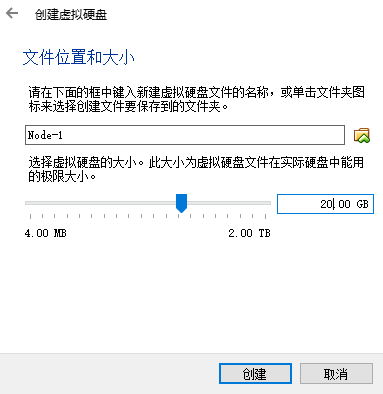 创建虚拟硬盘
文件位置和大小
请在下面的框中键入新建虚拟硬盘文件的名称，或单击文件夹图
标来选择创建文件要保存到的文件夹。
Node-1
选择虚拟硬盘的大小。此大小为虚拟硬盘文件在实际硬盘中能用
的极限大小。
20.00 GB
4.00 MB
2.00 TB
创建
取消